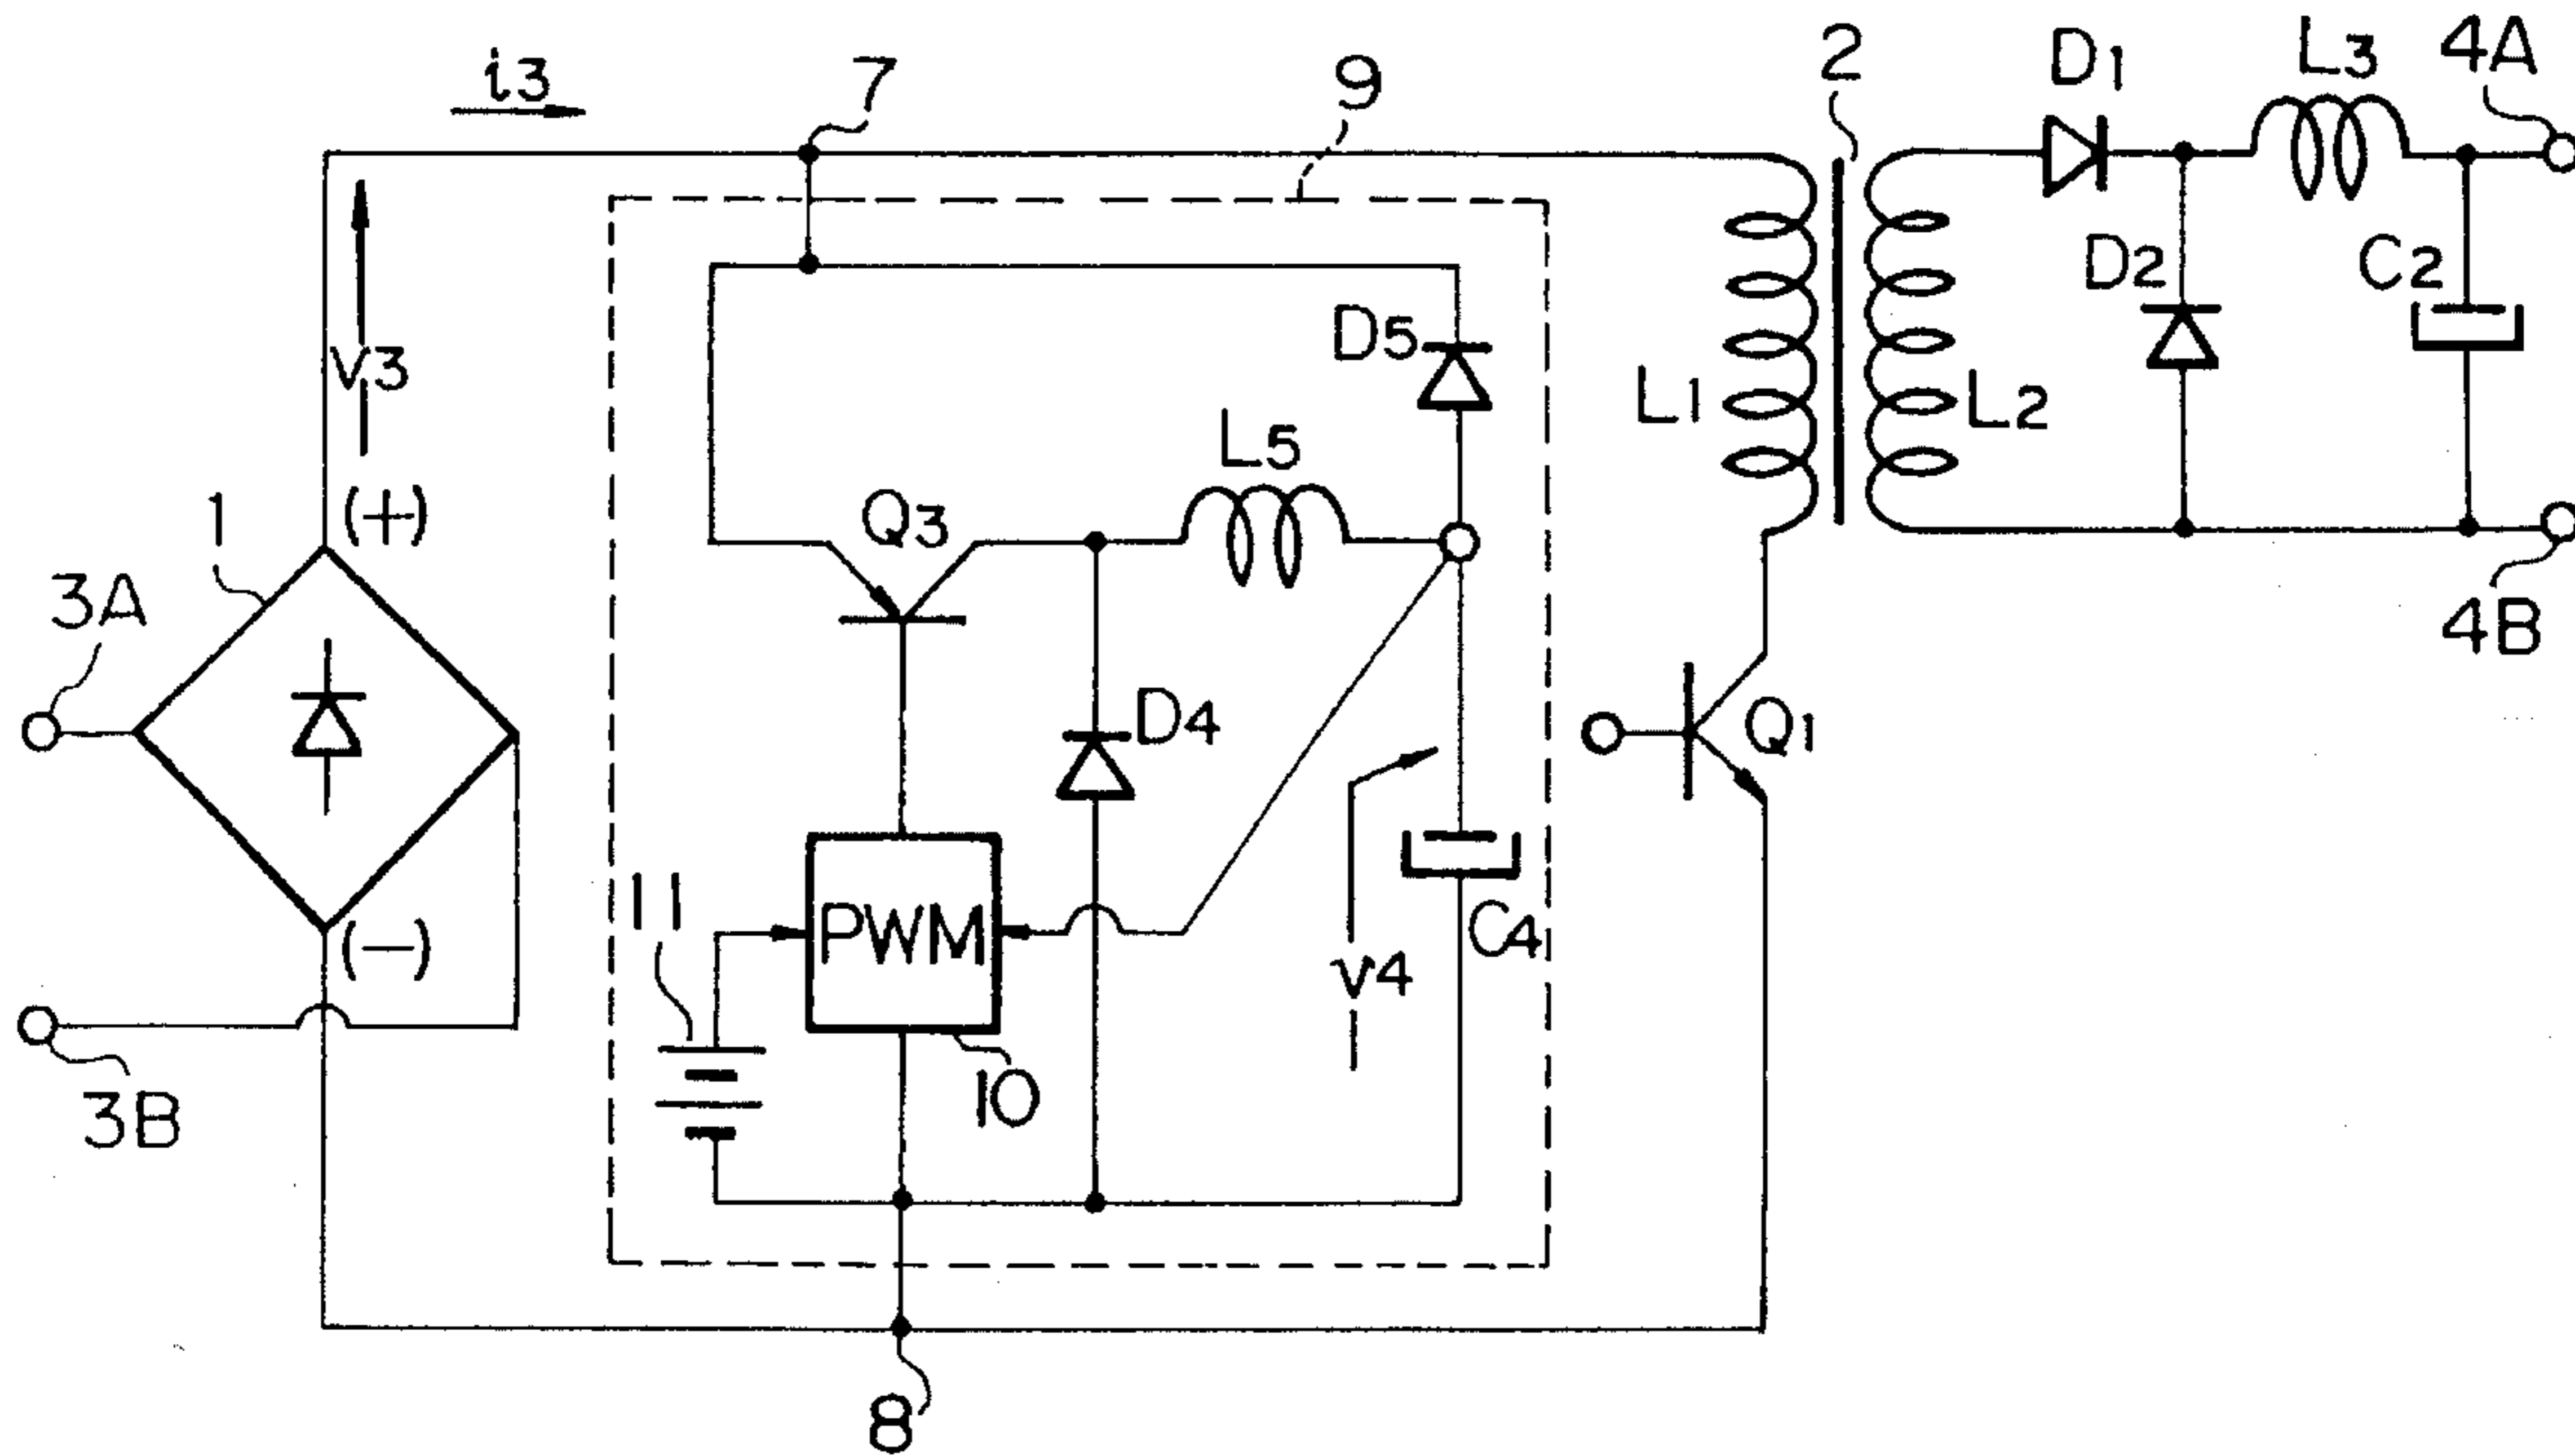 i3
7
9
2
D1
L3
4A
V3
D5
D2
C2
L1
L2
L5
1
(+)
Q3
3A
4B
D4
Q1
11
PWM
(—)
C4
V4
3B
10
8